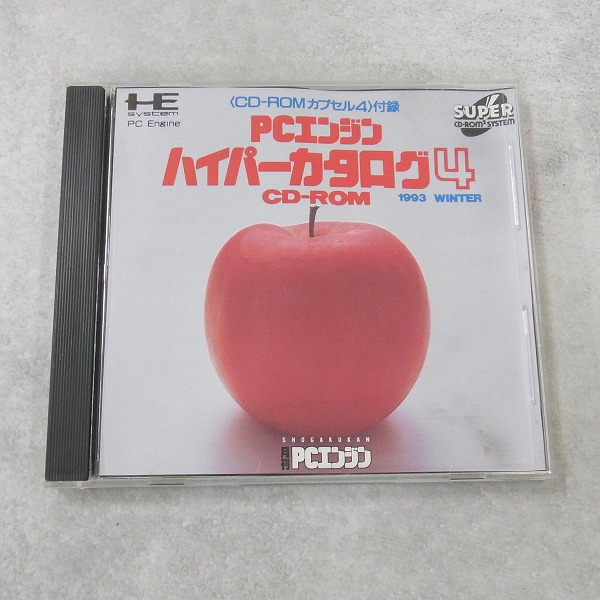 HE
system
PC Engine
〈CD-ROMカプセル4〉付録
SUPER
CD-ROM² SYSTEM
PCエンジン
ハイパーカタログ4
CD-ROM
1993 WINTER
SHOGAKUKAN
月刊PCエンジン